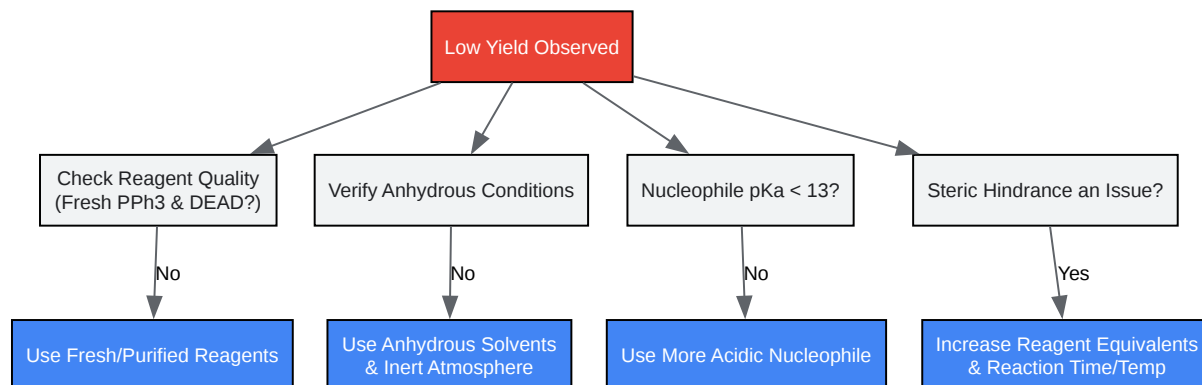 Low Yield Observed
Check Reagent Quality
(Fresh PPh3 & DEAD?)
Verify Anhydrous Conditions
Nucleophile pKa < 13?
Steric Hindrance an Issue?
No
No
No
Yes
Use Fresh/Purified Reagents
Use Anhydrous Solvents
& Inert Atmosphere
Use More Acidic Nucleophile
Increase Reagent Equivalents
& Reaction Time/Temp